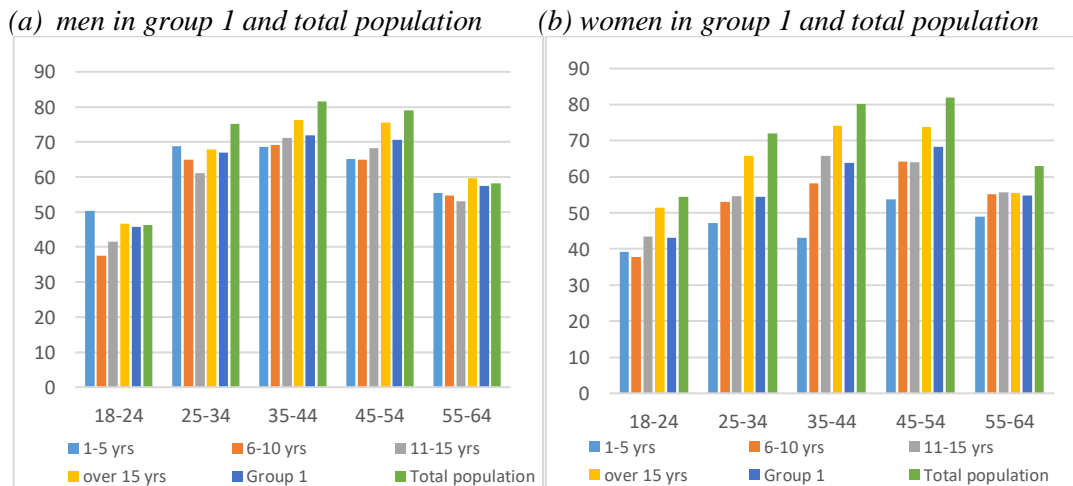 (a) men in group 1 and total population
90
80
70
60
50
40
30
20
10
0
18-24 25-34 35-44 45-54 55-64
1-5 yrs 6-10 yrs 11-15 yrs
over 15 yrs Group 1 Total population
(b) women in group 1 and total population
90
80
70
60
50
40
30
20
10
0
18-24 25-34 35-44 45-54 55-64
1-5 yrs 6-10 yrs 11-15 yrs
over 15 yrs Group 1 Total population